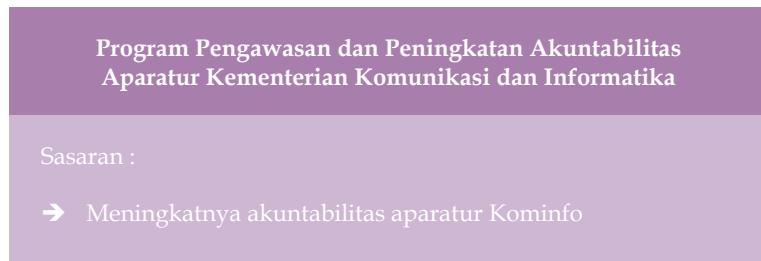 Program Pengawasan dan Peningkatan Akuntabilitas
Aparatur Kementerian Komunikasi dan Informatika
Sasaran :
➔ Meningkatnya akuntabilitas aparatur Kominfo